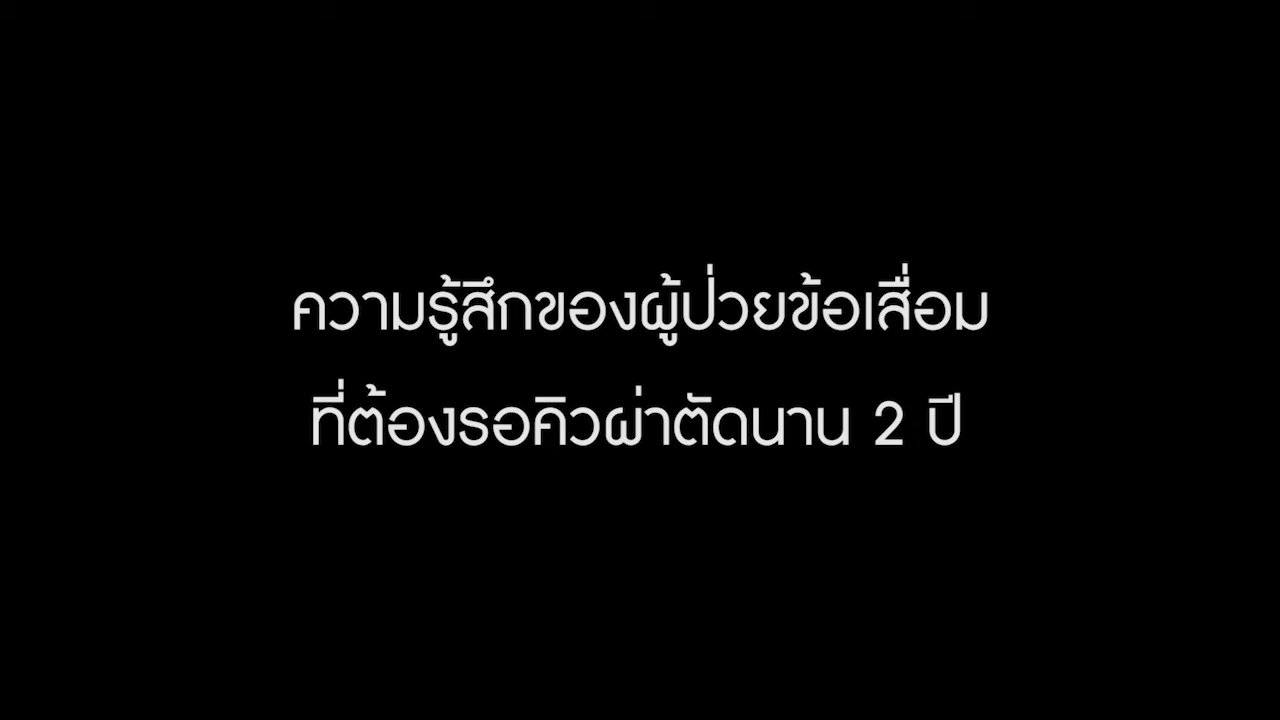 ความรู้สึกของผู้ป่วยข้อเสื่อม
ที่ต้องรอคิวผ่าตัดนาน 2 ปี